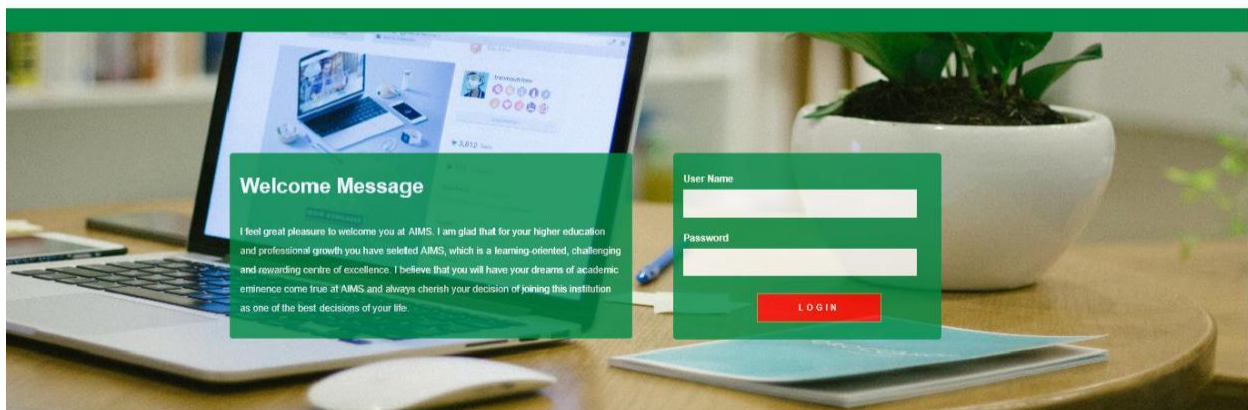 3,612
Welcome Message
I feel great pleasure to welcome you at AIMS. I am glad that for your higher education
and professional growth you have seleted AIMS, which is a learning-oriented, challenging
and rewarding centre of excellence. I believe that you will have your dreams of academic
eminence come true at AIMS and always cherish your decision of joining this institution
as one of the best decisions of your life.
User Name
Password
LOGIN